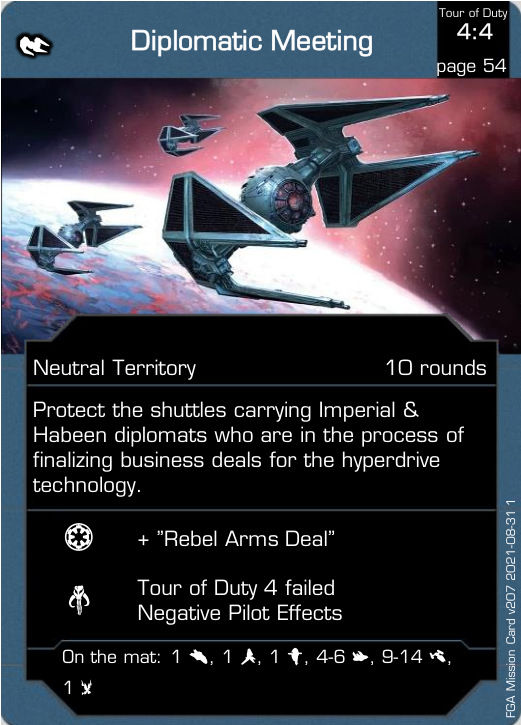 Diplomatic Meeting
Tour of Duty
4:4
page 54
Neutral Territory
10 rounds
Protect the shuttles carrying Imperial &
Habeen diplomats who are in the process of
finalizing business deals for the hyperdrive
technology.
+ "Rebel Arms Deal"
Tour of Duty 4 failed
Negative Pilot Effects
On the mat: 1 , 1 , 1 , 4-6 , 9-14 ,
1
FGA Mission Card v207 2021-08-31 1